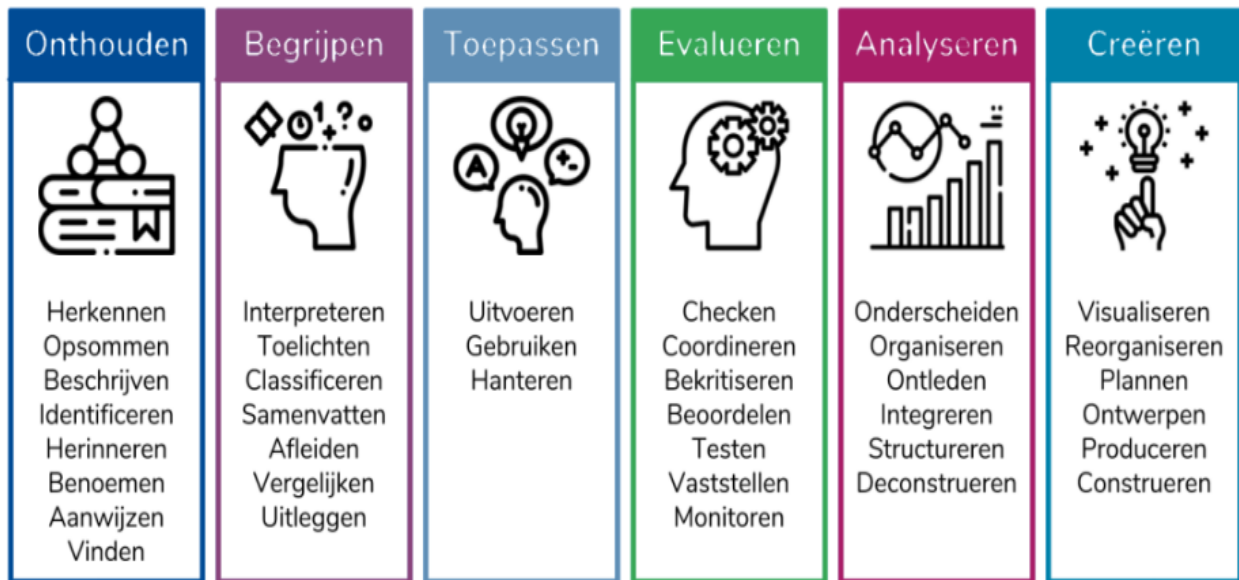 Onthouden
Herkennen
Opsommen
Beschrijven
Identificeren
Herinneren
Benoemen
Aanwijzen
Vinden
Begrijpen
1 ?
+
Interpreteren
Toelichten
Classificeren
Samenvatten
Afleiden
Vergelijken
Uitleggen
Toepassen
A
+-
Uitvoeren
Gebruiken
Hanteren
Evalueren
Checken
Coordineren
Bekritiseren
Beoordelen
Testen
Vaststellen
Monitoren
Analyseren
Onderscheiden
Organiseren
Ontleden
Integreren
Structureren
Deconstrueren
Creëren
Visualiseren
Reorganiseren
Plannen
Ontwerpen
Produceren
Construeren